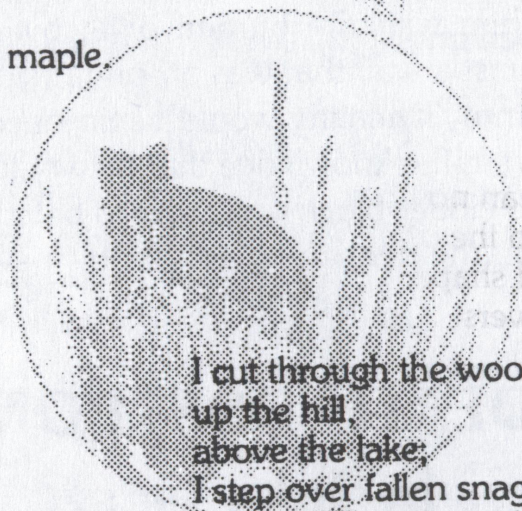 maple.
I cut through the woo
up the hill,
above the lake;
I step over fallen snag